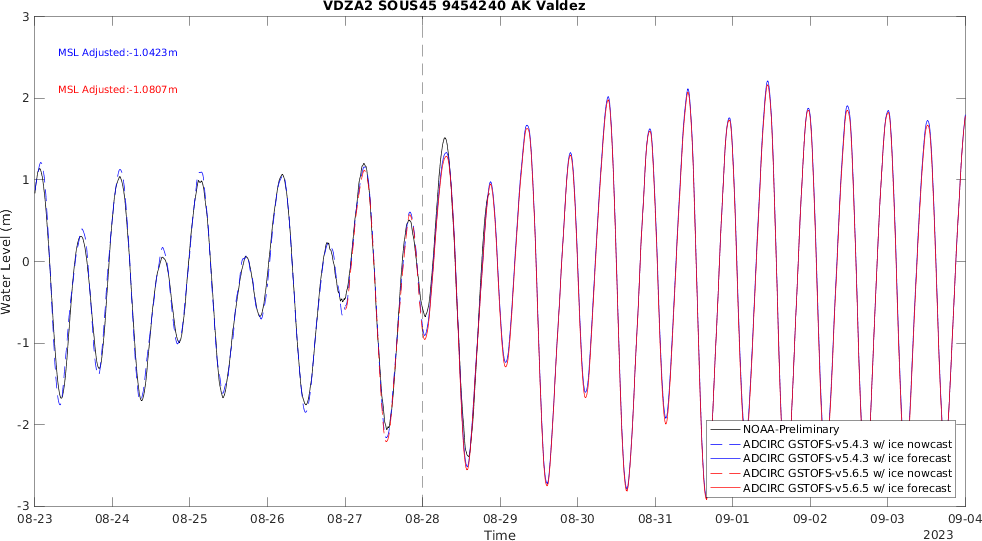 VDZA2 SOUS45 9454240 AK Valdez
MSL Adjusted:-1.0423m
MSL Adjusted:-1.0807m
Water Level (m)
3
2
1
0
-1
-2
-3
NOAA-Preliminary
ADCIRC GSTOFS-v5.4.3 w/ ice nowcast
ADCIRC GSTOFS-v5.4.3 w/ ice forecast
ADCIRC GSTOFS-v5.6.5 w/ ice nowcast
ADCIRC GSTOFS-v5.6.5 w/ ice forecast
08-23 08-24 08-25 08-26 08-27 08-28 08-29 08-30 08-31 09-01 09-02 09-03 09-04
Time
2023